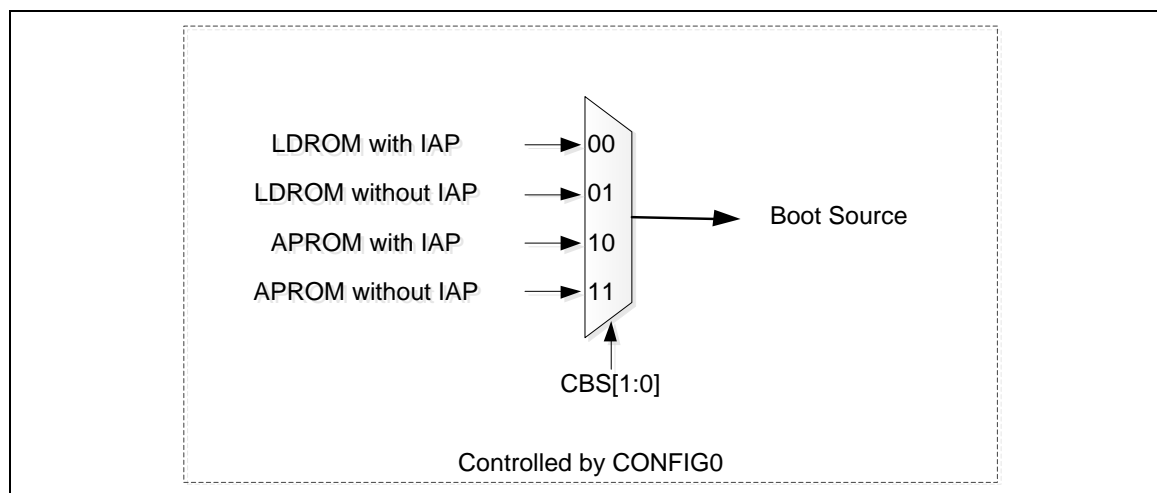 LDROM with IAP
00
LDROM without IAP
01
Boot Source
APROM with IAP
10
APROM without IAP
11
CBS[1:0]
Controlled by CONFIG0